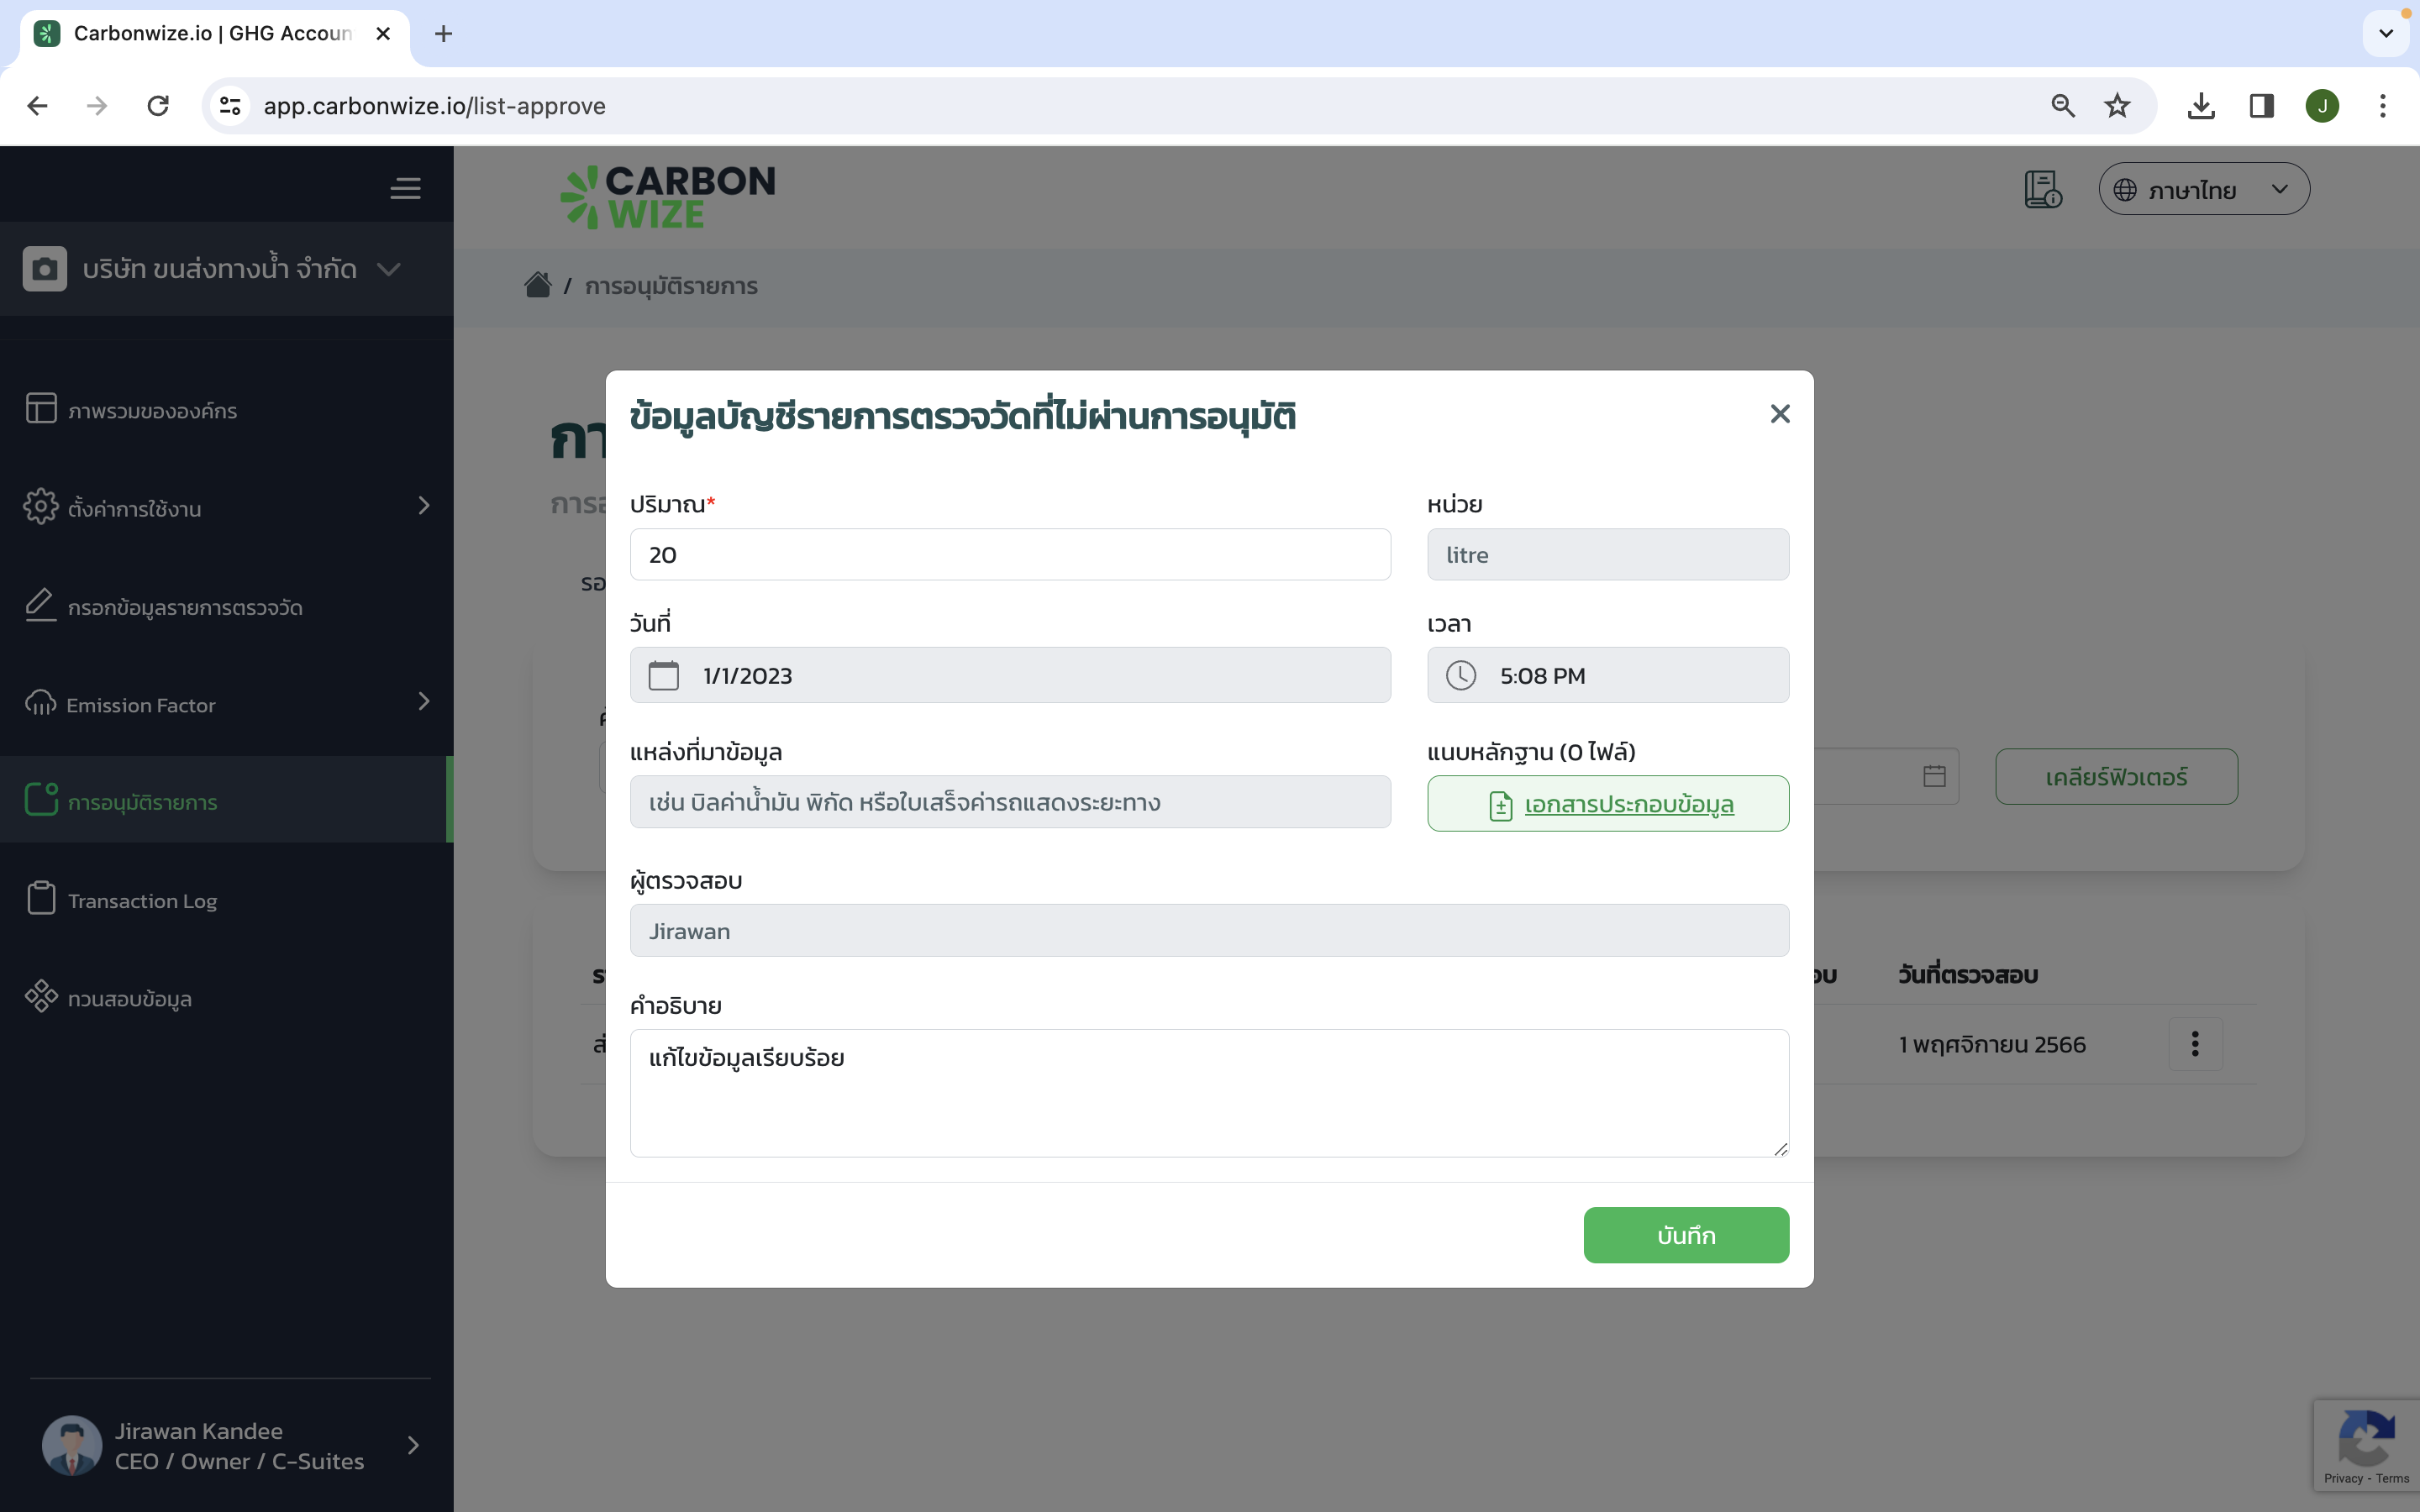 Carbonwize.io | GHG Accoun
app.carbonwize.io/list-approve
CARBON
WIZE
ภาษาไทย
บริษัท ขนส่งทางน้ำ จำกัด
/ การอนุมัติรายการ
ภาพรวมขององค์กร
ตั้งค่าการใช้งาน
กรอกข้อมูลรายการตรวจวัด
Emission Factor
การอนุมัติรายการ
Transaction Log
ทวนสอบข้อมูล
Jirawan Kandee
CEO / Owner / C-Suites
ข้อมูลบัญชีรายการตรวจวัดที่ไม่ผ่านการอนุมัติ
ปริมาณ*
หน่วย
20
litre
วันที่
เวลา
1/1/2023
5:08 PM
แหล่งที่มาข้อมูล
แนบหลักฐาน (0 ไฟล์)
เช่น บิลค่าน้ำมัน พิกัด หรือใบเสร็จค่ารถแสดงระยะทาง
เอกสารประกอบข้อมูล
ผู้ตรวจสอบ
Jirawan
คำอธิบาย
แก้ไขข้อมูลเรียบร้อย
บันทึก
เคลียร์ฟิวเตอร์
วันที่ตรวจสอบ
1 พฤศจิกายน 2566
J
Privacy - Terms